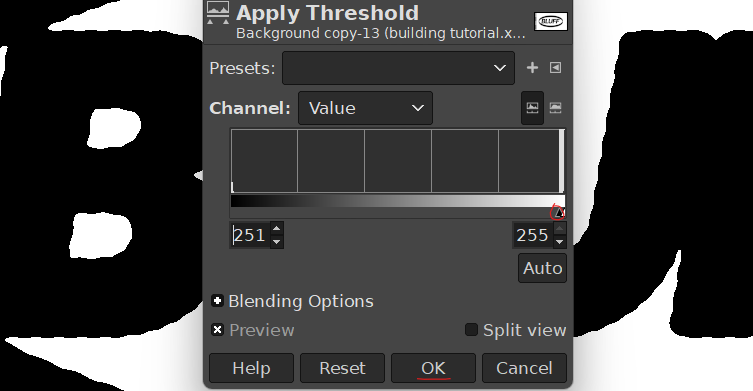 Apply Threshold
Background copy-13 (building tutorial.x...
BLUFF
Presets:
Channel: Value
251 255
Auto
Blending Options
Preview Split view
Help Reset OK Cancel